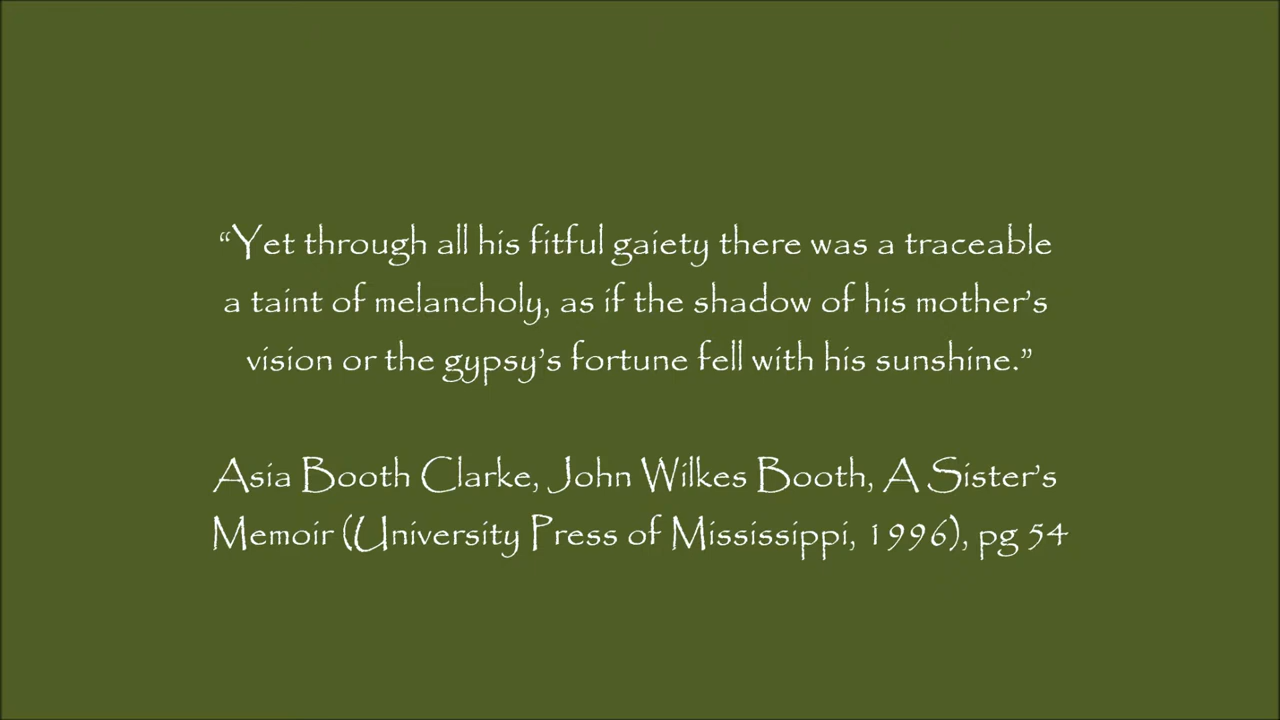 “Yet through all his fitful gaiety there was a traceable
a taint of melancholy, as if the shadow of his mother’s
vision or the gypsy’s fortune fell with his sunshine.”
Asia Booth Clarke, John Wilkes Booth, A Sister’s
Memoir (University Press of Mississippi, 1996), pg 54